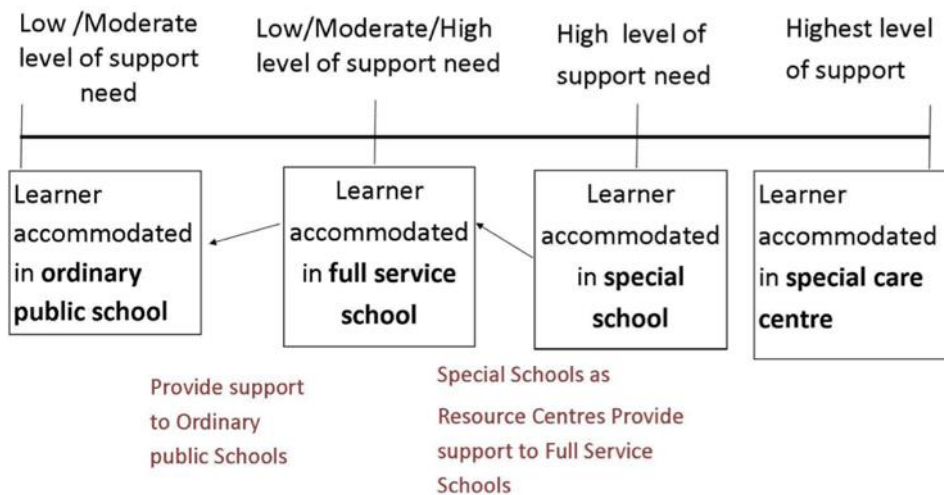 Low /Moderate
level of support
need
Low/Moderate/High
level of support need
High level of
support need
Highest level
of support
Learner
accommodated
in ordinary
public school
Learner
accommodated
in full service
school
Learner
accommodated
in special
school
Learner
accommodated
in special care
centre
Provide support
to Ordinary
public Schools
Special Schools as
Resource Centres Provide
support to Full Service
Schools